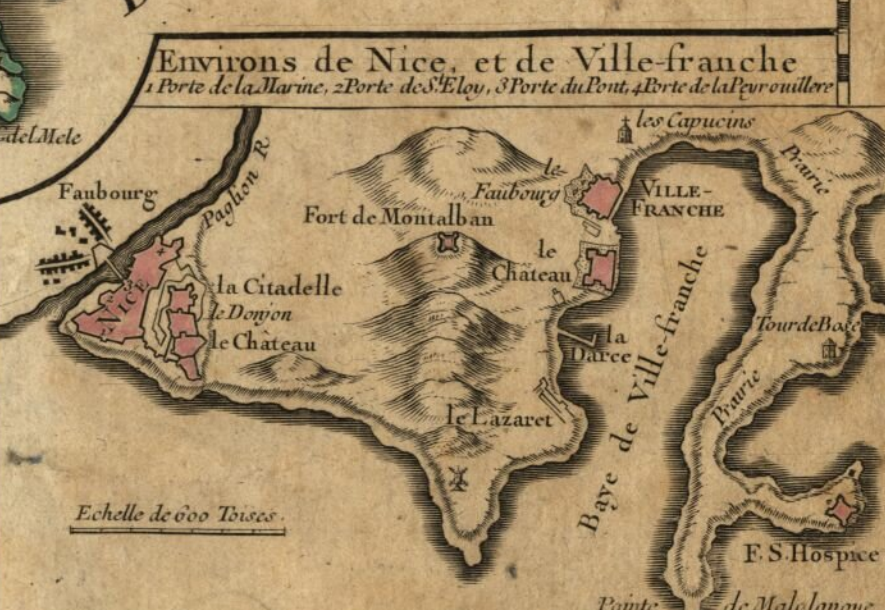 Environs de Nice, et de Ville-franche
1 Porte de la Marine, 2 Porte de St. Eloy, 3 Porte du Pont, 4 Porte de la Peyrouillere
del Mele
les Capucins
Prairie
Faubourg
Paglion R
le
Faubourg
VILLE-
FRANCHE
Fort de Montalban
le
Château
la Citadelle
le Donjon
NICE
le Château
la
Darce
Tour de Base
Baye de Ville-franche
Prairie
le Lazaret
Echelle de 600 Toises.
F. S. Hospice
Pointe de Malalangue